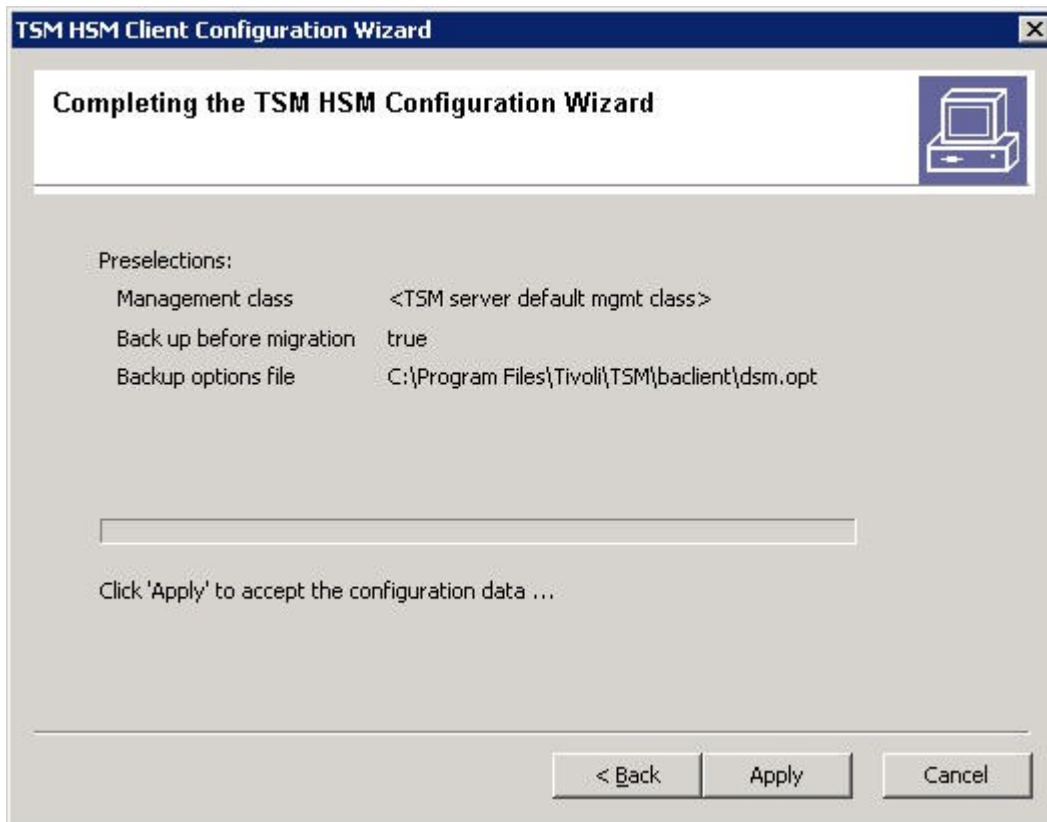 TSM HSM Client Configuration Wizard
Completing the TSM HSM Configuration Wizard
Preselections:
Management class <TSM server default mgmt class>
Back up before migration true
Backup options file C:\Program Files\Tivoli\TSM\baclient\dsm.opt
Click 'Apply' to accept the configuration data ...
< Back Apply Cancel